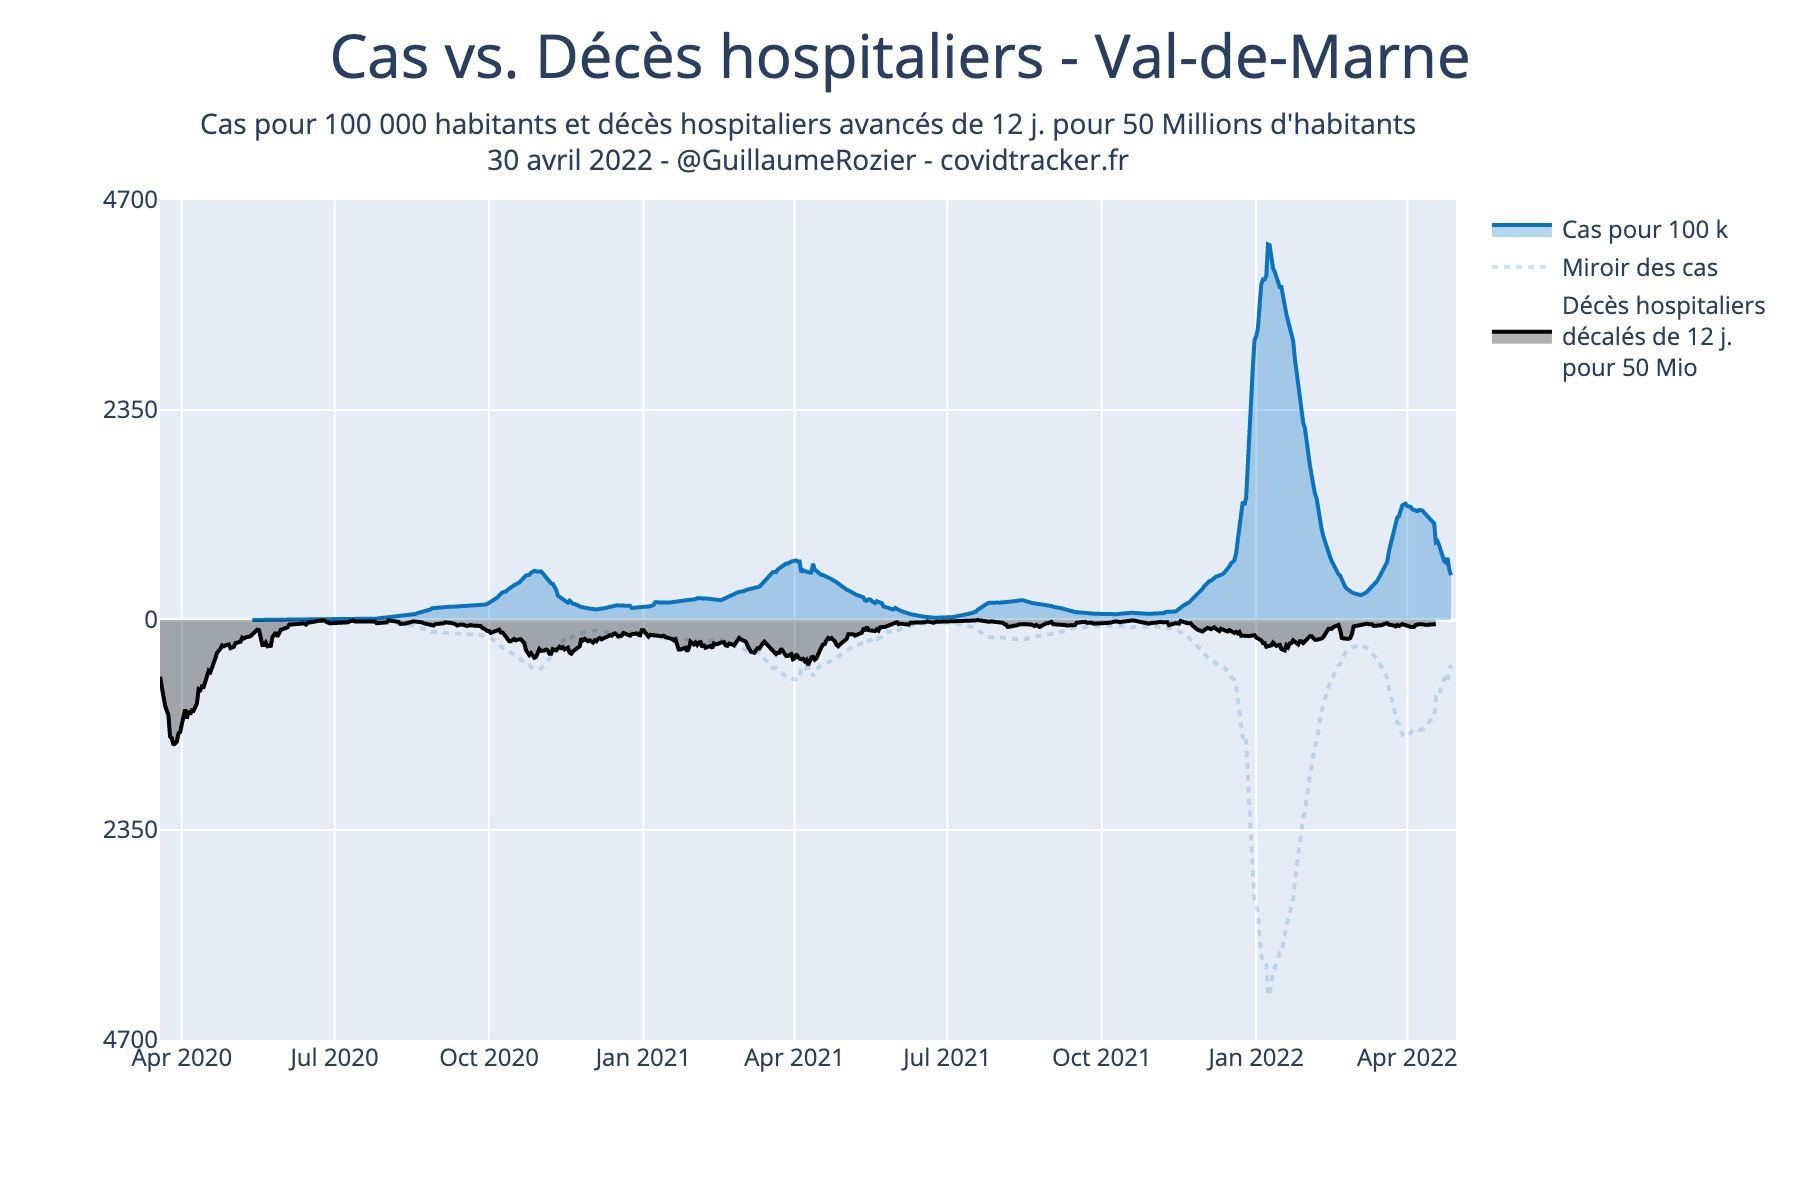 Cas vs. Décès hospitaliers - Val-de-Marne
Cas pour 100 000 habitants et décès hospitaliers avancés de 12 j. pour 50 Millions d'habitants
30 avril 2022 - @GuillaumeRozier - covidtracker.fr
4700
2350
0
2350
4700
Apr 2020
Jul 2020
Oct 2020
Jan 2021
Apr 2021
Jul 2021
Oct 2021
Jan 2022
Apr 2022
Cas pour 100 k
Miroir des cas
Décès hospitaliers
décalés de 12 j.
pour 50 Mio